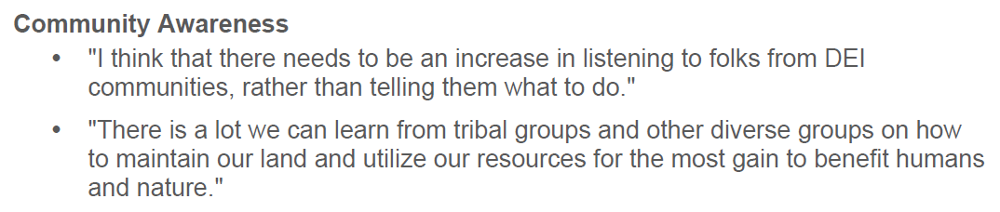 Community Awareness
• "I think that there needs to be an increase in listening to folks from DEI
communities, rather than telling them what to do."
• "There is a lot we can learn from tribal groups and other diverse groups on how
to maintain our land and utilize our resources for the most gain to benefit humans
and nature."